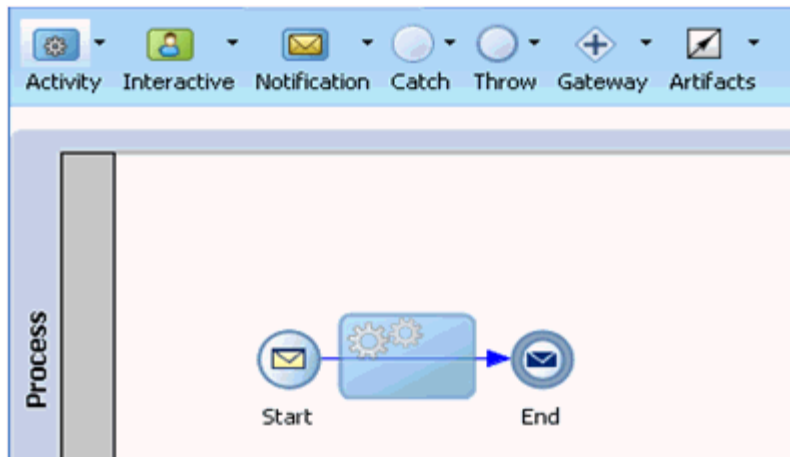 Activity Interactive Notification Catch Throw Gateway Artifacts
Process
Start End